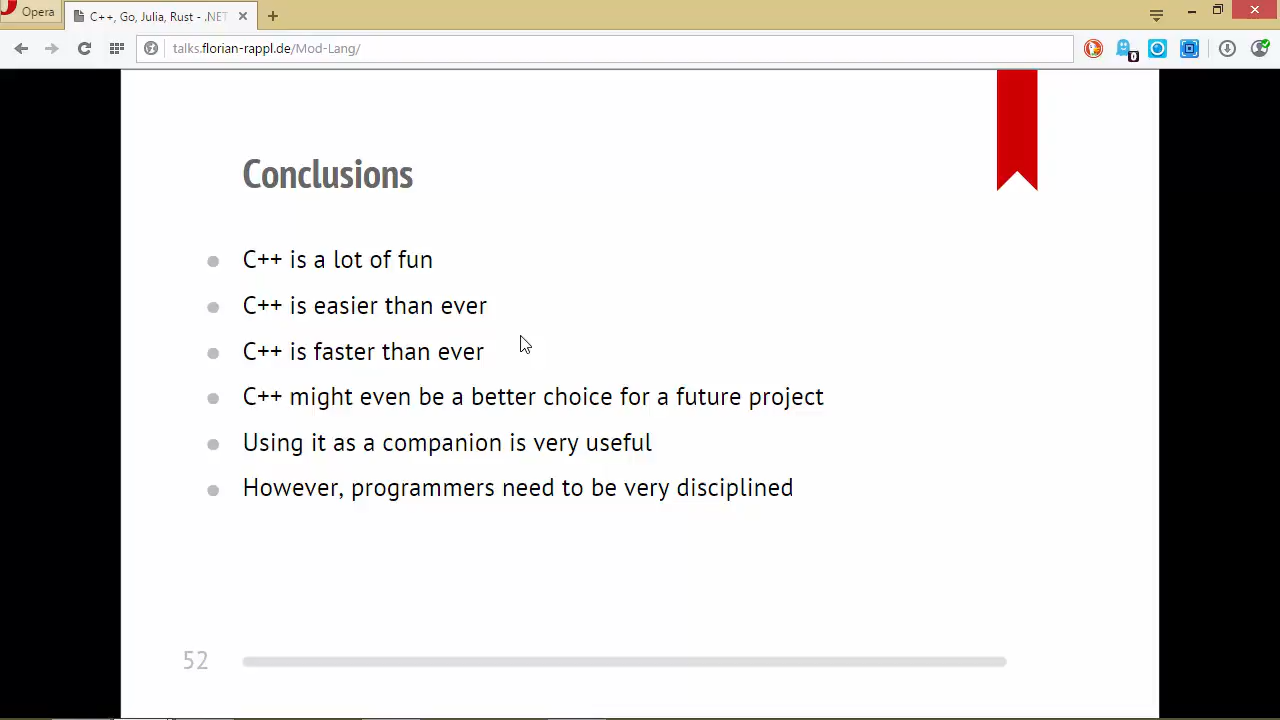 Opera
C++, Go, Julia, Rust - .NET
talks.florian-rappl.de/Mod-Lang/
0
Conclusions
C++ is a lot of fun
C++ is easier than ever
C++ is faster than ever
C++ might even be a better choice for a future project
Using it as a companion is very useful
However, programmers need to be very disciplined
52